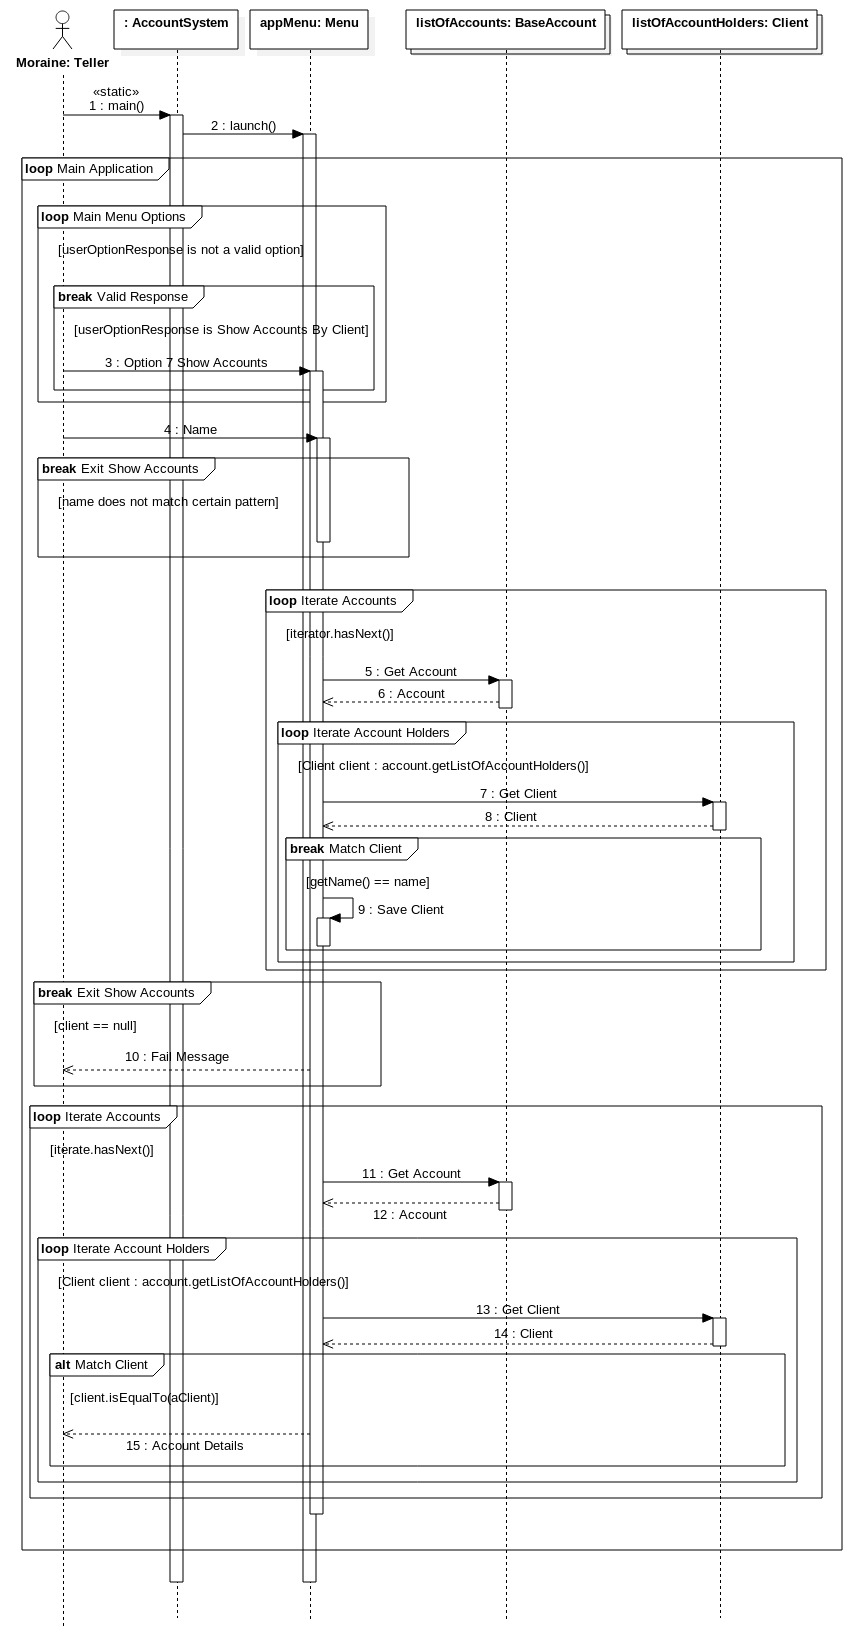 : AccountSystem
appMenu: Menu
listOfAccounts: BaseAccount
listOfAccountHolders: Client
Moraine: Teller
«static»
1 : main()
2 : launch()
loop Main Application
loop Main Menu Options
[userOptionResponse is not a valid option]
break Valid Response
[userOptionResponse is Show Accounts By Client]
3 : Option 7 Show Accounts
4 : Name
break Exit Show Accounts
[name does not match certain pattern]
loop Iterate Accounts
[iterator.hasNext()]
5 : Get Account
6 : Account
loop Iterate Account Holders
[Client client : account.getListOfAccountHolders()]
7 : Get Client
8 : Client
break Match Client
[getName() == name]
9 : Save Client
break Exit Show Accounts
[client == null]
10 : Fail Message
loop Iterate Accounts
[iterate.hasNext()]
11 : Get Account
12 : Account
loop Iterate Account Holders
[Client client : account.getListOfAccountHolders()]
13 : Get Client
14 : Client
alt Match Client
[client.isEqualTo(aClient)]
15 : Account Details